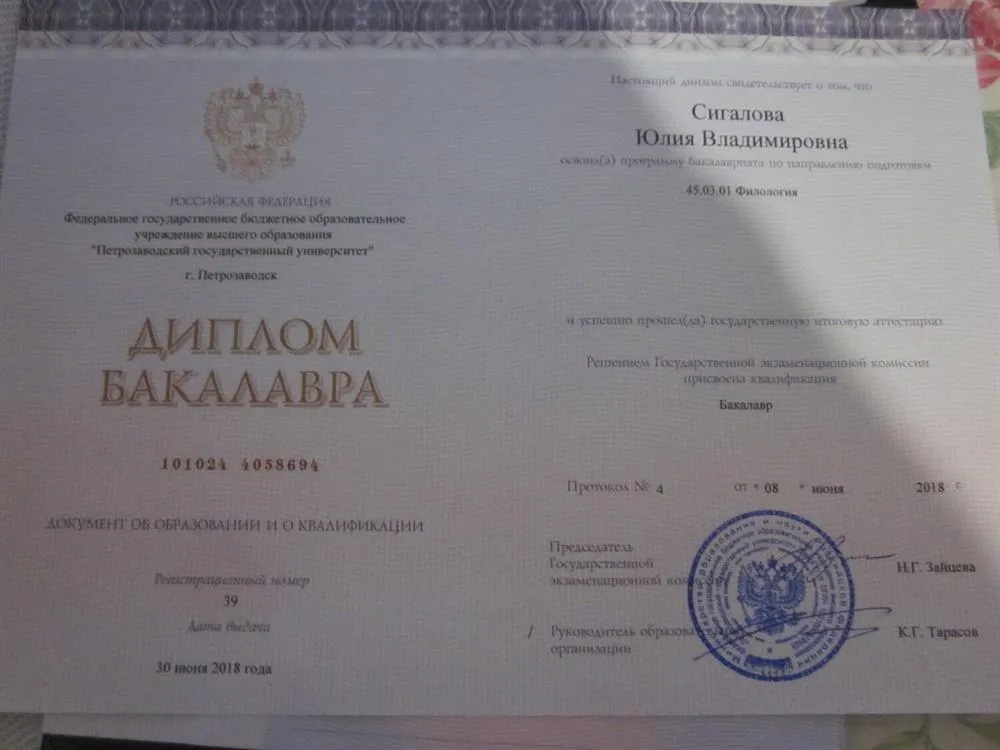 РОССИЙСКАЯ ФЕДЕРАЦИЯ
Федеральное государственное бюджетное образовательное
учреждение высшего образования
"Петрозаводский государственный университет"
г. Петрозаводск
ДИПЛОМ
БАКАЛАВРА
101024 4058694
ДОКУМЕНТ ОБ ОБРАЗОВАНИИ И О КВАЛИФИКАЦИИ
Регистрационный номер
39
Дата выдачи
30 июня 2018 года
Настоящий диплом свидетельствует о том, что
Сигалова
Юлия Владимировна
освоил(а) программу бакалавриата по направлению подготовки
45.03.01 Филология
и успешно прошел(ла) государственную итоговую аттестацию.
Решением Государственной экзаменационной комиссии
присвоена квалификация
Бакалавр
Протокол № 4 от « 08 » июня 2018 г.
Председатель
Государственной
экзаменационной Н.Г. Зайцева
/ Руководитель К.Г. Тарасов
организации